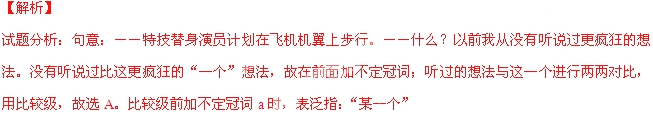 【解析】
试题分析：句意：一一特技替身演员计划在飞机机翼上步行。一一什么？以前我从没有听说过更疯狂的想
法。没有听说过比这更疯狂的“一个”想法，故在前面加不定冠词；听过的想法与这一个进行两两对比，
用比较级，故选 A。比较级前加不定冠词 a 时，表泛指：“某一个”